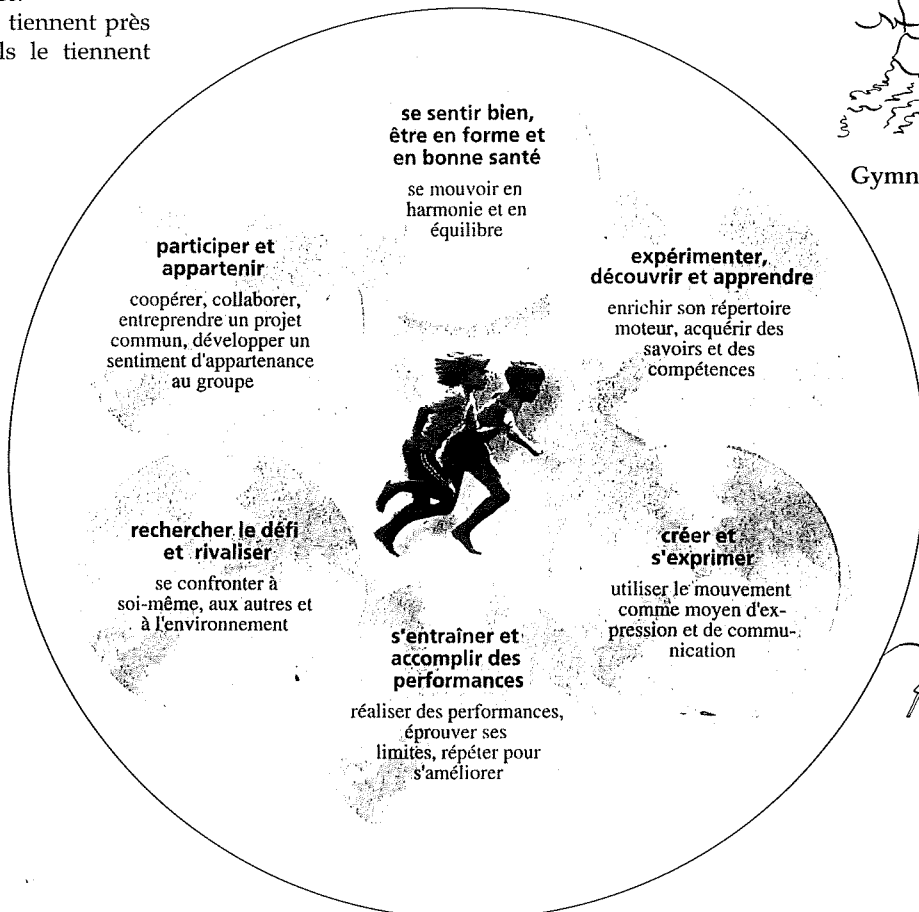 tiennent près
ls le tiennent
Gymn
se sentir bien,
être en forme et
en bonne santé
se mouvoir en
harmonie et en
équilibre
participer et
appartenir
coopérer, collaborer,
entreprendre un projet
commun, développer un
sentiment d'appartenance
au groupe
expérimenter,
découvrir et apprendre
enrichir son répertoire
moteur, acquérir des
savoirs et des
compétences
rechercher le défi
et rivaliser
se confronter à
soi-même, aux autres et
à l'environnement
créer et
s'exprimer
utiliser le mouvement
comme moyen d'ex-
pression et de commu-
nication
s'entraîner et
accomplir des
performances
réaliser des performances,
éprouver ses
limites, répéter pour
s'améliorer